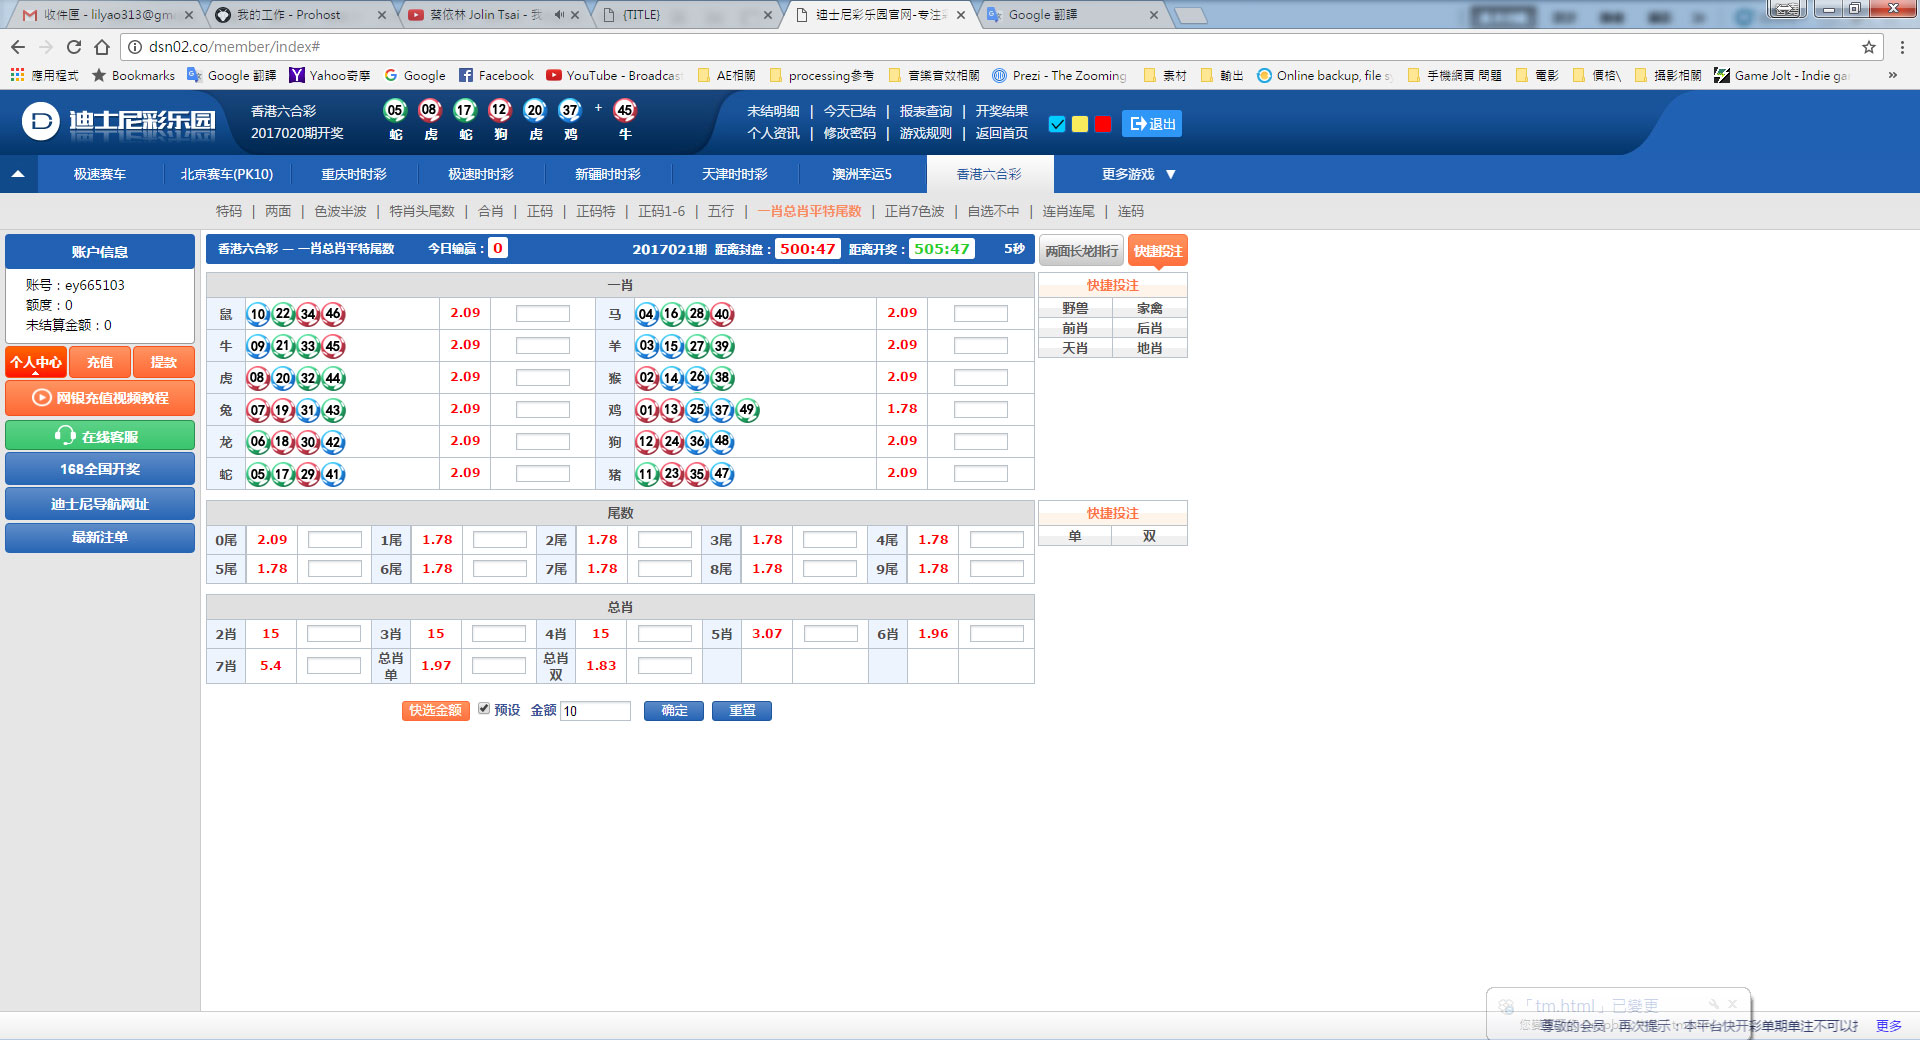 收件匣 - lilyao313@gm
我的工作 - Prohost
蔡依林 Jolin Tsai - 我
{TITLE}
迪士尼彩乐园官网-专注
Google 翻譯
dsn02.co/member/index#
應用程式 Bookmarks Google 翻譯 Yahoo奇摩 Google Facebook YouTube - Broadcas AE相關 processing參考 音樂音效相關 Prezi - The Zooming 素材 輸出 Online backup, file s 手機網頁 問題 電影 價格\ 攝影相關 Game Jolt - Indie ga »
迪士尼彩乐园
香港六合彩
2017020期开奖
05 08 17 12 20 37 + 45
蛇 虎 蛇 狗 虎 鸡 牛
未结明细 | 今天已结 | 报表查询 | 开奖结果
个人资讯 | 修改密码 | 游戏规则 | 返回首页
退出
极速赛车 北京赛车(PK10) 重庆时时彩 极速时时彩 新疆时时彩 天津时时彩 澳洲幸运5 香港六合彩 更多游戏 ▼
特码 | 两面 | 色波半波 | 特肖头尾数 | 合肖 | 正码 | 正码特 | 正码1-6 | 五行 | 一肖总肖平特尾数 | 正肖7色波 | 自选不中 | 连肖连尾 | 连码
账户信息
账号：ey665103
额度：0
未结算金额：0
个人中心 充值 提款
网银充值视频教程
在线客服
168全国开奖
迪士尼导航网址
最新注单
香港六合彩 — 一肖总肖平特尾数 今日输赢：0 2017021期 距离封盘：500:47 距离开奖：505:47 5秒
两面长龙排行 快捷投注
一肖
鼠 10 22 34 46 2.09 马 04 16 28 40 2.09
牛 09 21 33 45 2.09 羊 03 15 27 39 2.09
虎 08 20 32 44 2.09 猴 02 14 26 38 2.09
兔 07 19 31 43 2.09 鸡 01 13 25 37 49 1.78
龙 06 18 30 42 2.09 狗 12 24 36 48 2.09
蛇 05 17 29 41 2.09 猪 11 23 35 47 2.09
快捷投注
野兽 家禽
前肖 后肖
天肖 地肖
尾数
0尾 2.09 1尾 1.78 2尾 1.78 3尾 1.78 4尾 1.78
5尾 1.78 6尾 1.78 7尾 1.78 8尾 1.78 9尾 1.78
快捷投注
单 双
总肖
2肖 15 3肖 15 4肖 15 5肖 3.07 6肖 1.96
7肖 5.4 总肖单 1.97 总肖双 1.83
快选金额 预设 金额 10 确定 重置
「tm.html」已變更
尊敬的会员，再次提示：本平台快开彩单期单注不可以 更多